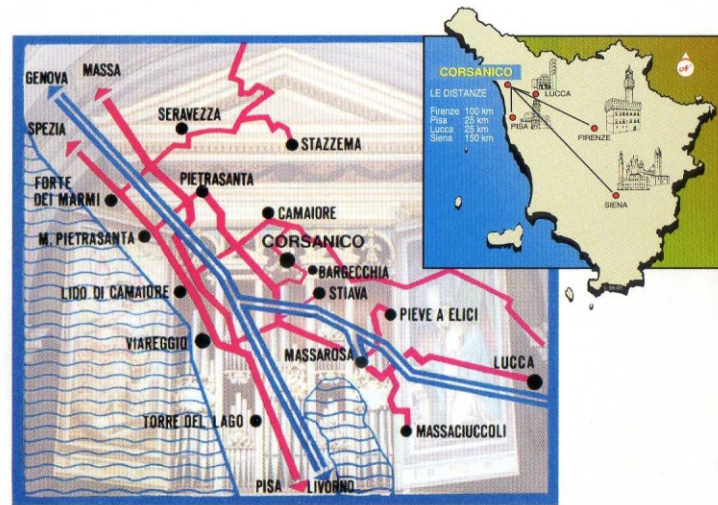 GENOVA
MASSA
SPEZIA
SERAVEZZA
STAZZEMA
FORTE
DEI MARMI
PIETRASANTA
M. PIETRASANTA
CAMAIORE
CORSANICO
BARGECCHIA
LIDO DI CAMAIORE
STIAVA
PIEVE A ELICI
VIAREGGIO
MASSAROSA
LUCCA
TORRE DEL LAGO
MASSACIUCCOLI
PISA
LIVORNO
CORSANICO
LE DISTANZE
Firenze 100 km
Pisa 25 km
Lucca 25 km
Siena 150 km
LUCCA
PISA
FIRENZE
SIENA